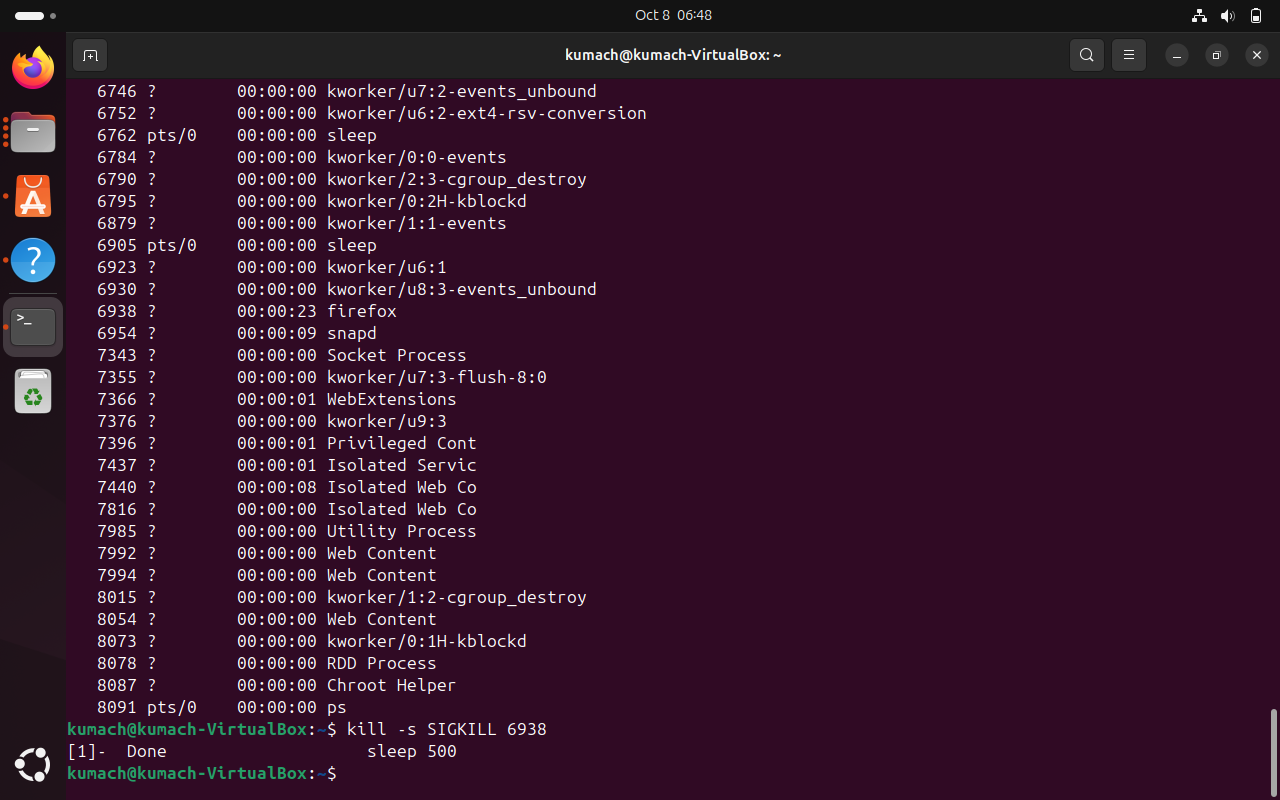 Oct 8 06:48
kumach@kumach-VirtualBox: ~
6746 ? 00:00:00 kworker/u7:2-events_unbound
6752 ? 00:00:00 kworker/u6:2-ext4-rsv-conversion
6762 pts/0 00:00:00 sleep
6784 ? 00:00:00 kworker/0:0-events
6790 ? 00:00:00 kworker/2:3-cgroup_destroy
6795 ? 00:00:00 kworker/0:2H-kblockd
6879 ? 00:00:00 kworker/1:1-events
6905 pts/0 00:00:00 sleep
6923 ? 00:00:00 kworker/u6:1
6930 ? 00:00:00 kworker/u8:3-events_unbound
6938 ? 00:00:23 firefox
6954 ? 00:00:09 snapd
7343 ? 00:00:00 Socket Process
7355 ? 00:00:00 kworker/u7:3-flush-8:0
7366 ? 00:00:01 WebExtensions
7376 ? 00:00:00 kworker/u9:3
7396 ? 00:00:01 Privileged Cont
7437 ? 00:00:01 Isolated Servic
7440 ? 00:00:08 Isolated Web Co
7816 ? 00:00:00 Isolated Web Co
7985 ? 00:00:00 Utility Process
7992 ? 00:00:00 Web Content
7994 ? 00:00:00 Web Content
8015 ? 00:00:00 kworker/1:2-cgroup_destroy
8054 ? 00:00:00 Web Content
8073 ? 00:00:00 kworker/0:1H-kblockd
8078 ? 00:00:00 RDD Process
8087 ? 00:00:00 Chroot Helper
8091 pts/0 00:00:00 ps
kumach@kumach-VirtualBox:~$ kill -s SIGKILL 6938
[1]- Done sleep 500
kumach@kumach-VirtualBox:~$